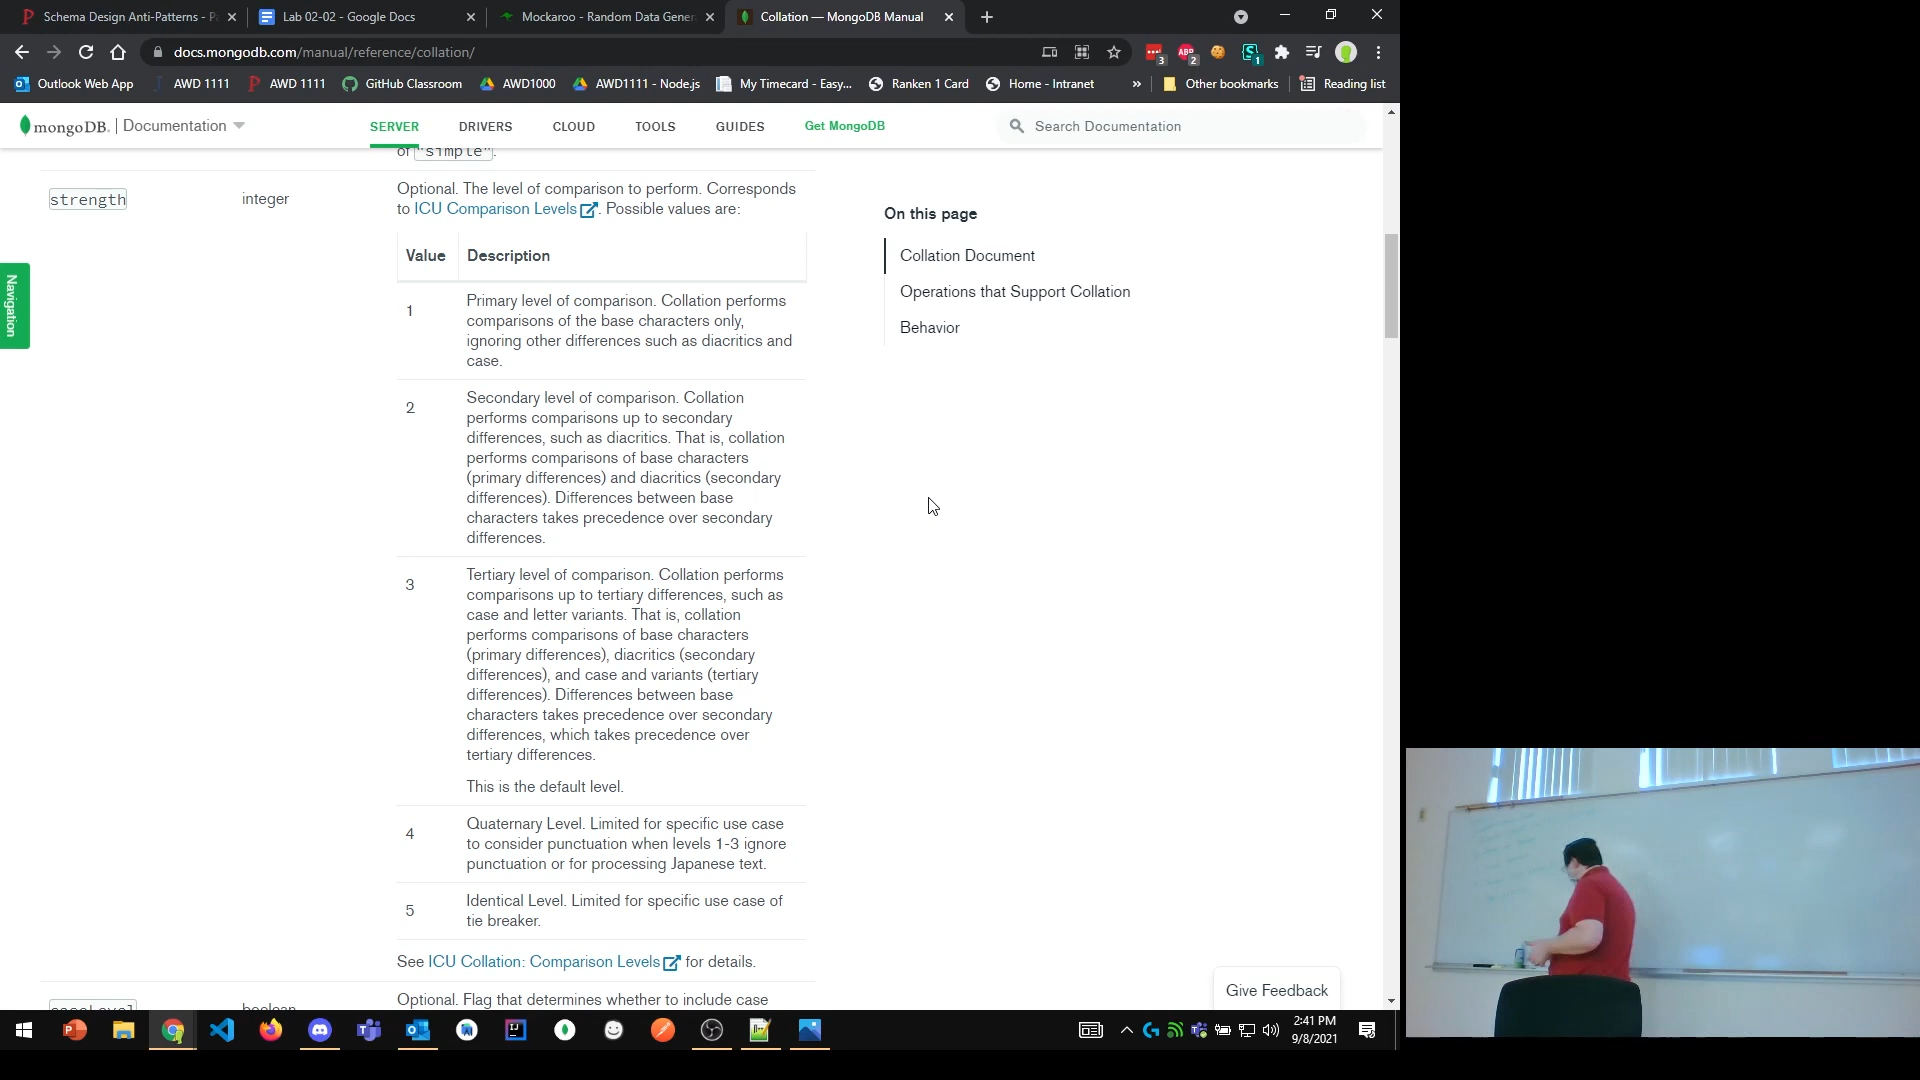 Schema Design Anti-Patterns - P
Lab 02-02 - Google Docs
Mockaroo - Random Data Gener
Collation — MongoDB Manual
docs.mongodb.com/manual/reference/collation/
3
ABP
2
1
Outlook Web App
AWD 1111
AWD 1111
GitHub Classroom
AWD1000
AWD1111 - Node.js
My Timecard - Easy...
Ranken 1 Card
Home - Intranet
»
Other bookmarks
Reading list
mongoDB. | Documentation
SERVER
DRIVERS
CLOUD
TOOLS
GUIDES
Get MongoDB
Search Documentation
of "simple".
strength
integer
Optional. The level of comparison to perform. Corresponds
to ICU Comparison Levels. Possible values are:
Value
Description
1
Primary level of comparison. Collation performs
comparisons of the base characters only,
ignoring other differences such as diacritics and
case.
2
Secondary level of comparison. Collation
performs comparisons up to secondary
differences, such as diacritics. That is, collation
performs comparisons of base characters
(primary differences) and diacritics (secondary
differences). Differences between base
characters takes precedence over secondary
differences.
3
Tertiary level of comparison. Collation performs
comparisons up to tertiary differences, such as
case and letter variants. That is, collation
performs comparisons of base characters
(primary differences), diacritics (secondary
differences), and case and variants (tertiary
differences). Differences between base
characters takes precedence over secondary
differences, which takes precedence over
tertiary differences.
This is the default level.
4
Quaternary Level. Limited for specific use case
to consider punctuation when levels 1-3 ignore
punctuation or for processing Japanese text.
5
Identical Level. Limited for specific use case of
tie breaker.
See ICU Collation: Comparison Levels for details.
caseLevel
boolean
Optional. Flag that determines whether to include case
On this page
Collation Document
Operations that Support Collation
Behavior
Navigation
Give Feedback
2:41 PM
9/8/2021